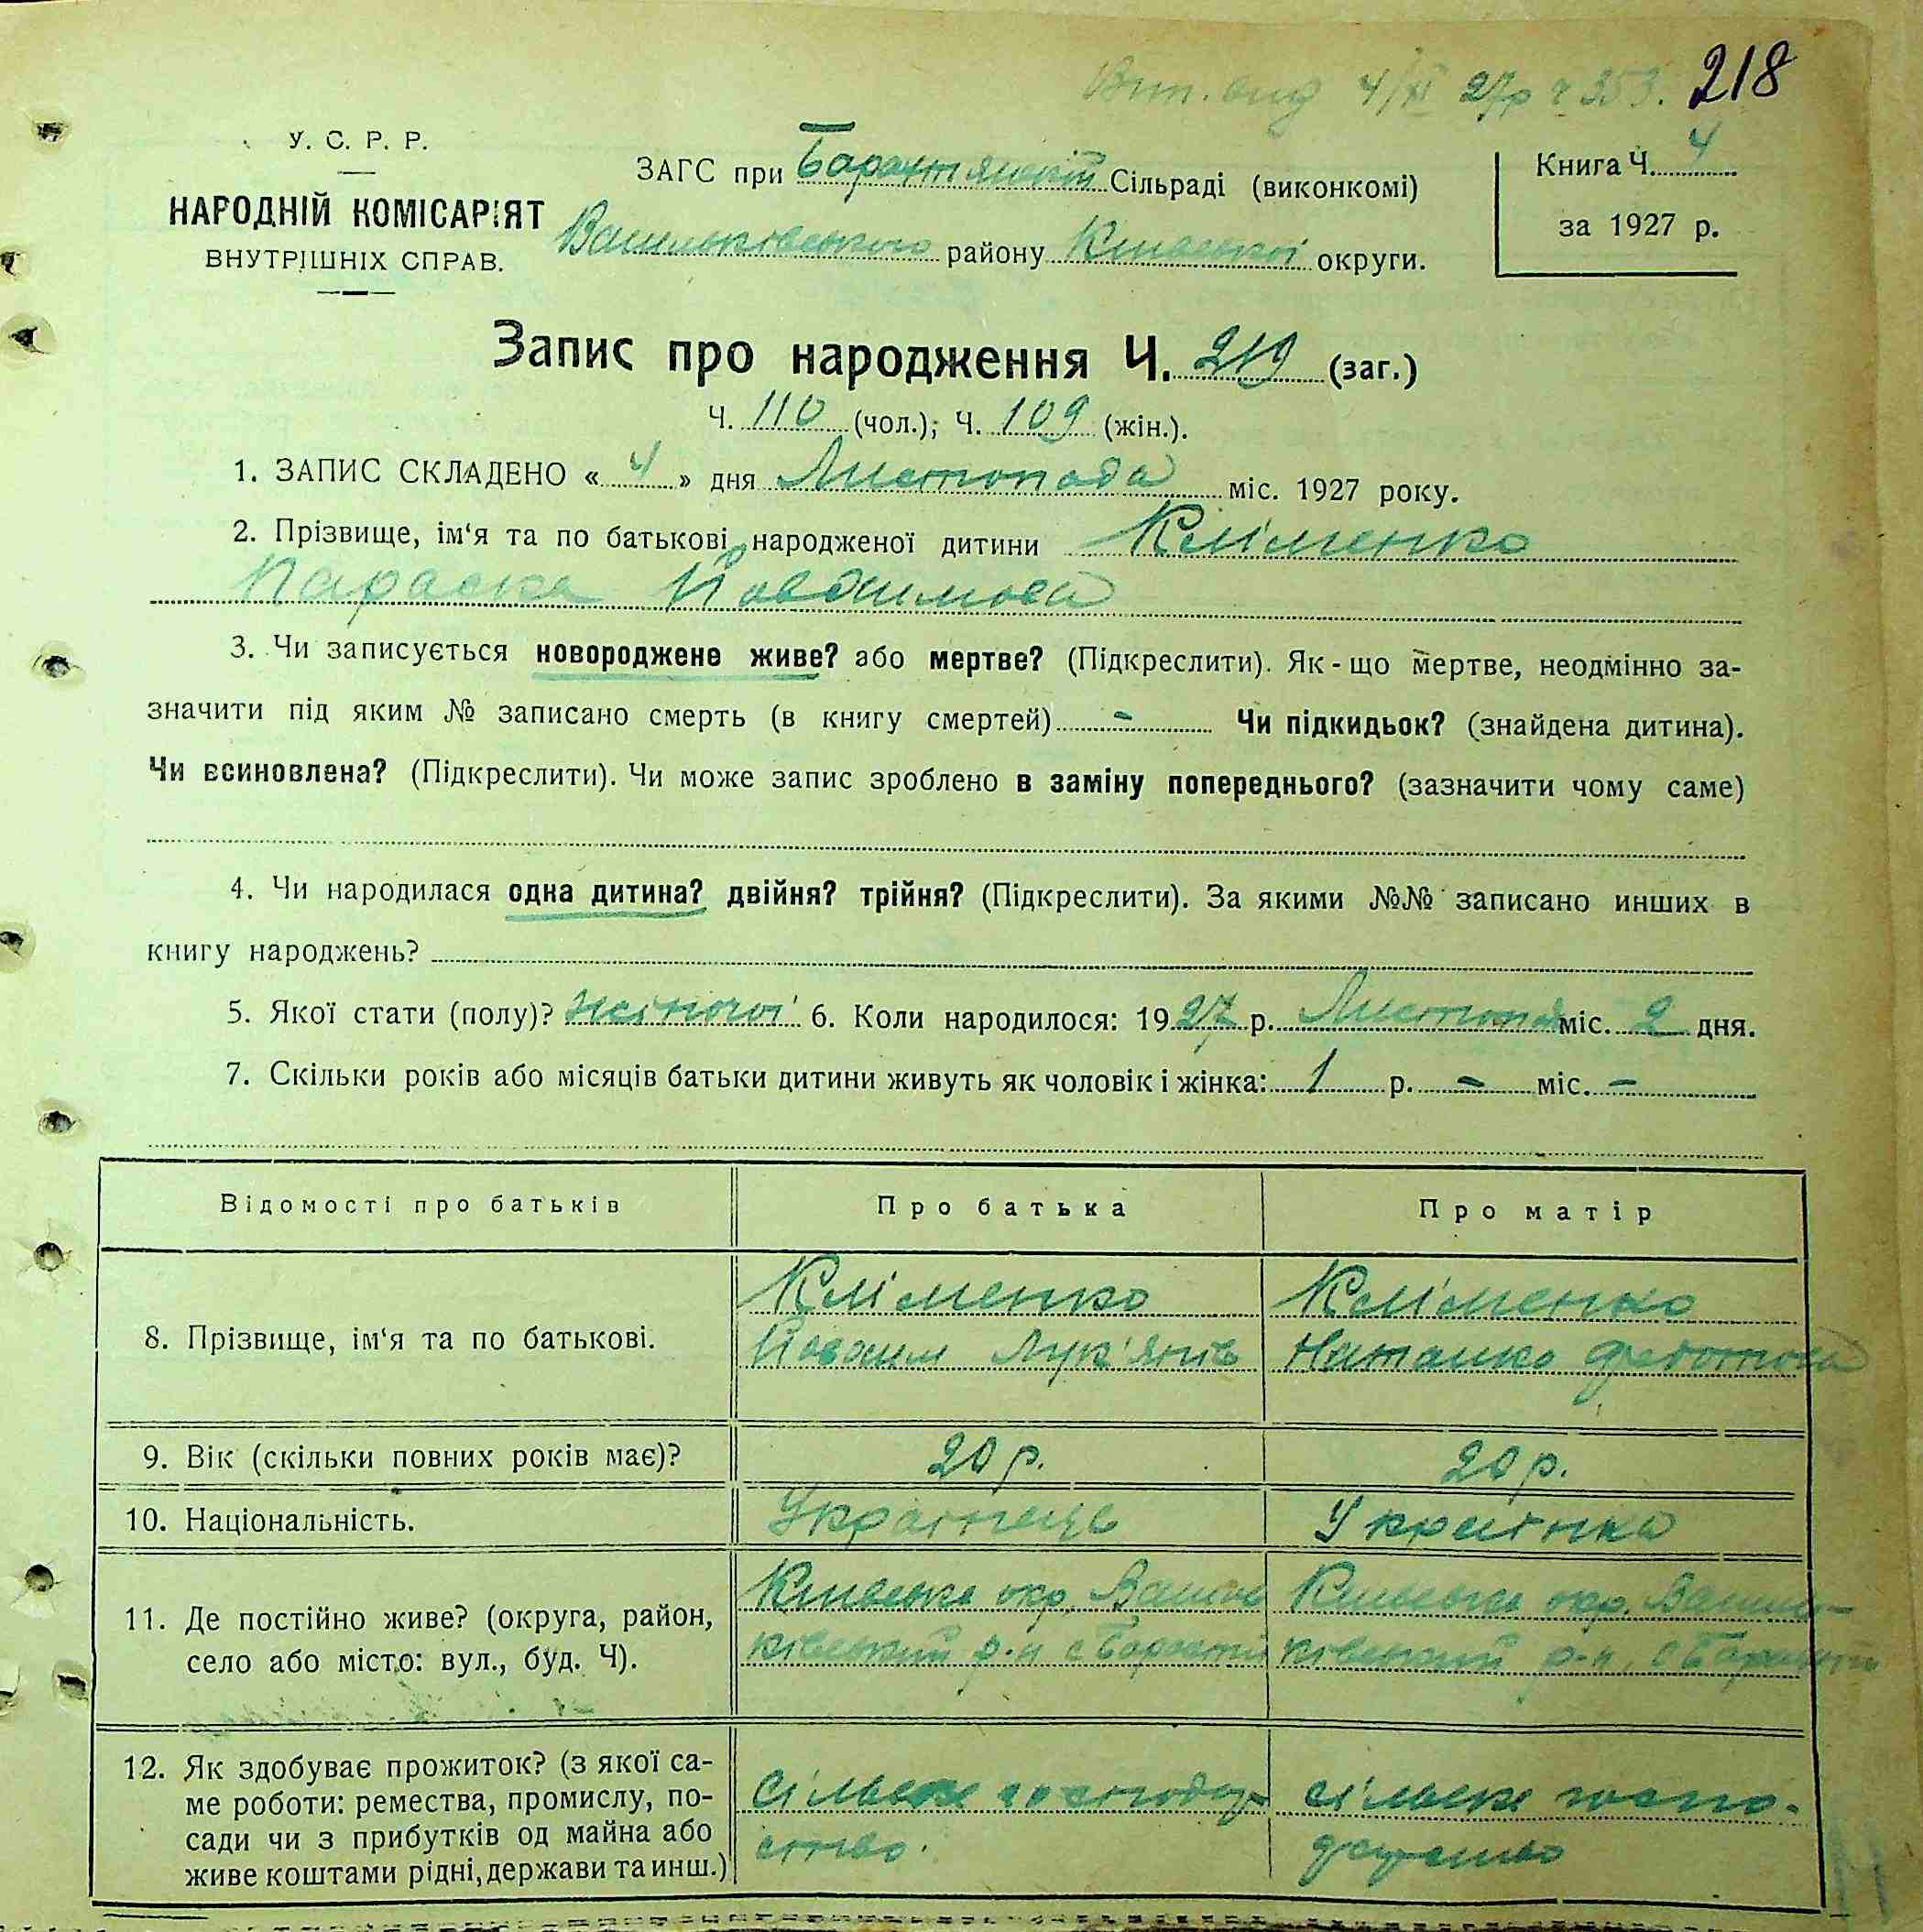 Вит. вид 4/XI 27р ч 353. 218
У. С. Р. Р.
НАРОДНІЙ КОМІСАРІЯТ
ВНУТРІШНІХ СПРАВ.
ЗАГС при Барахтянській Сільраді (виконкомі)
Васильківського району Київської округи.
Книга Ч. 4
за 1927 р.
Запис про народження Ч. 219 (заг.)
Ч. 110 (чол.); Ч. 109 (жін.).
1. ЗАПИС СКЛАДЕНО « 4 » дня Листопада міс. 1927 року.
2. Прізвище, ім‘я та по батькові народженої дитини Кліменко
Параска Йовдимова
3. Чи записується новороджене живе? або мертве? (Підкреслити). Як-що мертве, неодмінно за-
значити під яким № записано смерть (в книгу смертей) - Чи підкидьок? (знайдена дитина).
Чи всиновлена? (Підкреслити). Чи може запис зроблено в заміну попереднього? (зазначити чому саме)
4. Чи народилася одна дитина? двійня? трійня? (Підкреслити). За якими №№ записано инших в
книгу народжень?
5. Якої стати (полу)? жіночої 6. Коли народилося: 1927 р. Листопа міс. 2 дня.
7. Скільки років або місяців батьки дитини живуть як чоловік і жінка: 1 р. - міс. -
Відомості про батьків Про батька Про матір
8. Прізвище, ім‘я та по батькові.
Кліменко
Йовдим Лук'янів
Кліменко
Наталка Федотова
9. Вік (скільки повних років має)? 20 р. 20 р.
10. Національність. Українець Українка
11. Де постійно живе? (округа, район,
село або місто: вул., буд. Ч).
Київська окр. Василь
ківський р-н с Барахти
Київська окр. Василь-
ківський р-н. с Барахти
12. Як здобуває прожиток? (з якої са-
ме роботи: ремества, промислу, по-
сади чи з прибутків од майна або
живе коштами рідні, держави та инш.)
сільське господар
ство.
сільське госпо-
дарство